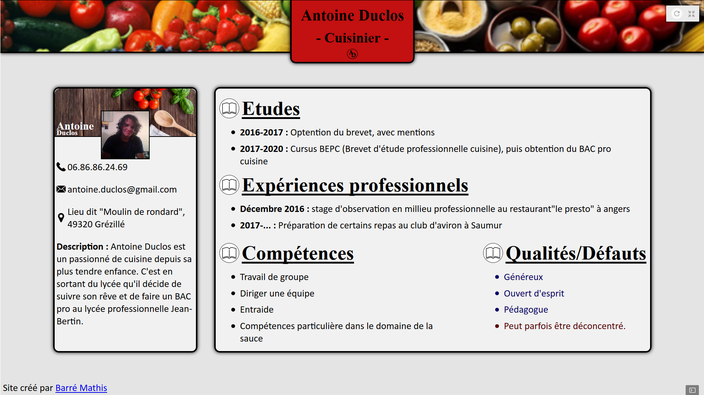 Antoine Duclos
- Cuisinier -
Antoine
Duclos
06.86.86.24.69
antoine.duclos@gmail.com
Lieu dit "Moulin de rondard",
49320 Grézillé
Description : Antoine Duclos est
un passionné de cuisine depuis sa
plus tendre enfance. C'est en
sortant du lycée qu'il décide de
suivre son rêve et de faire un BAC
pro au lycée professionnelle Jean-
Bertin.
Etudes
2016-2017 : Optention du brevet, avec mentions
2017-2020 : Cursus BEPC (Brevet d'étude professionnelle cuisine), puis obtention du BAC pro
cuisine
Expériences professionnels
Décembre 2016 : stage d'observation en millieu professionnelle au restaurant"le presto" à angers
2017-... : Préparation de certains repas au club d'aviron à Saumur
Compétences
Travail de groupe
Diriger une équipe
Entraide
Compétences particulière dans le domaine de la
sauce
Qualités/Défauts
Généreux
Ouvert d'esprit
Pédagogue
Peut parfois être déconcentré.
Site créé par Barré Mathis